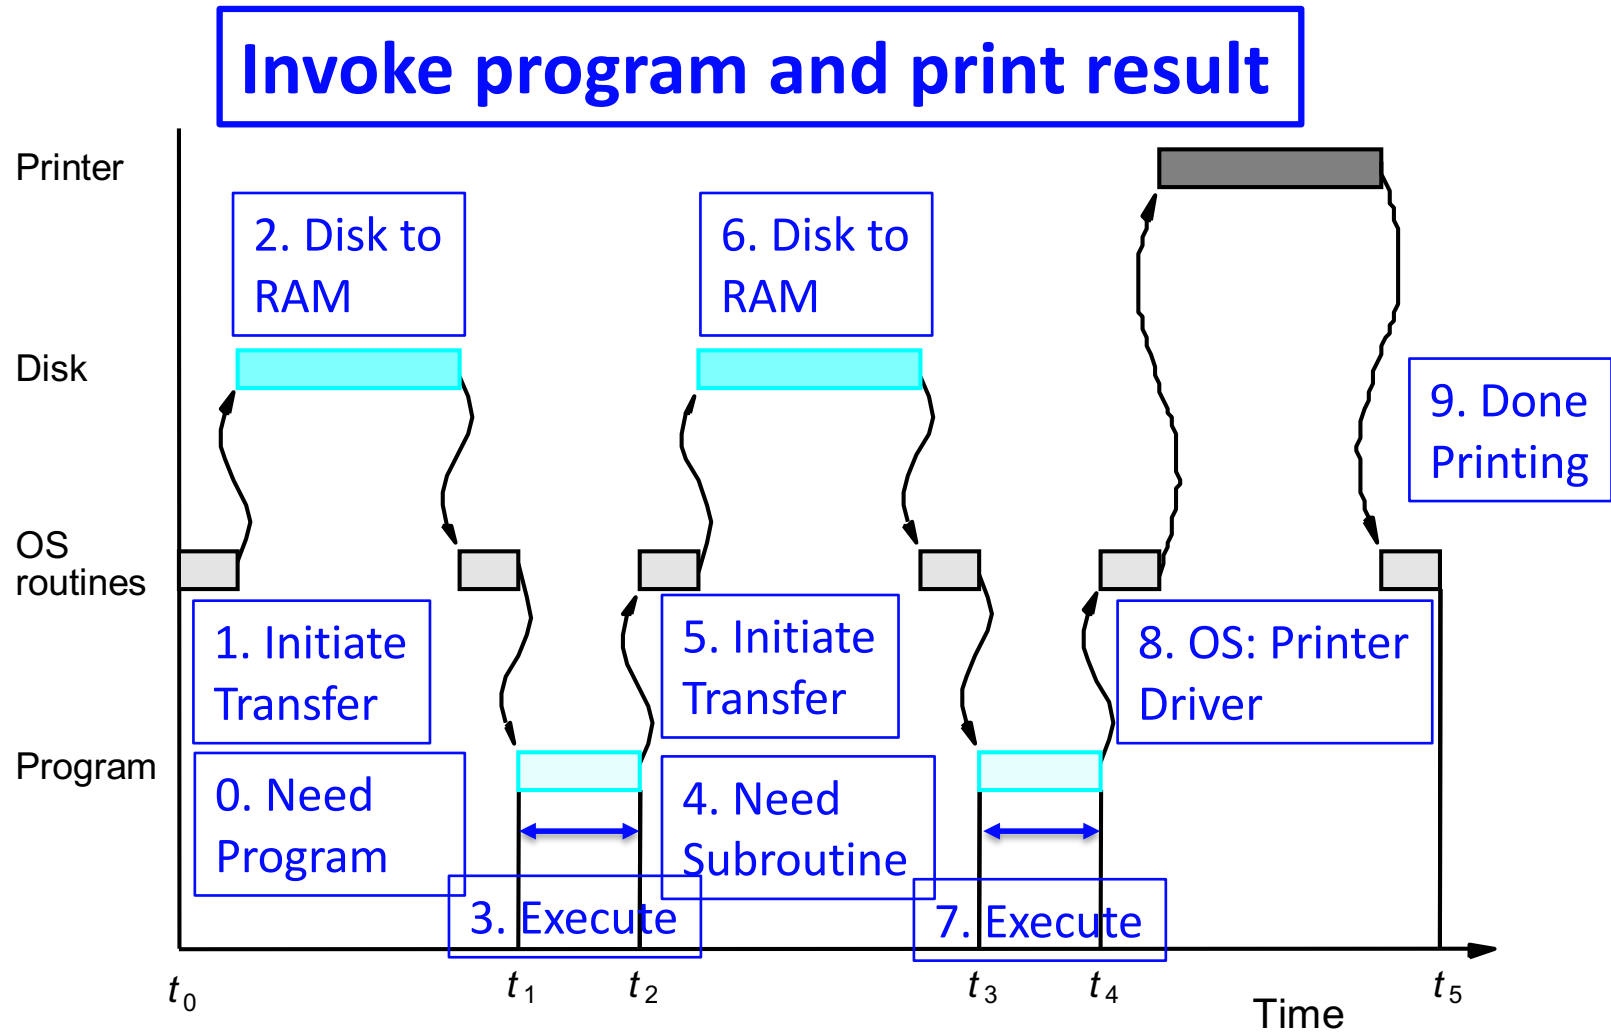 Invoke program and print result
Printer
2. Disk to
RAM
6. Disk to
RAM
Disk
9. Done
Printing
OS
routines
1. Initiate
Transfer
5. Initiate
Transfer
8. OS: Printer
Driver
Program
0. Need
Program
4. Need
Subroutine
3. Execute
7. Execute
t0
t1
t2
t3
t4
t5
Time